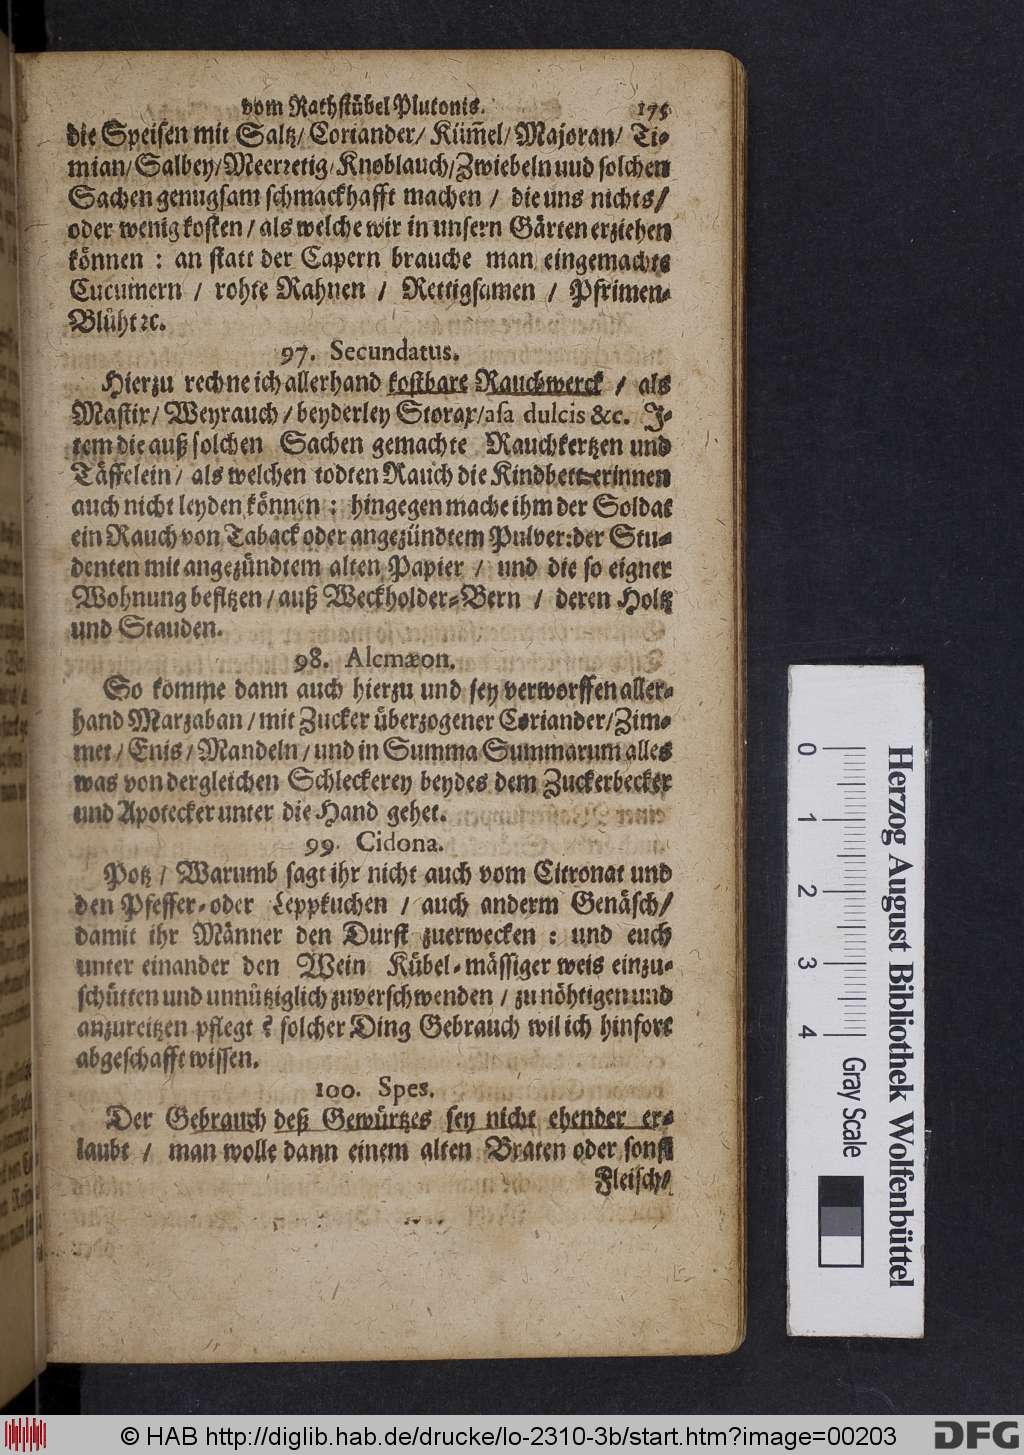 vom Rathstübel Plutonis. 175
die Speisen mit Saltz/ Coriander/ Küm̃el/ Majoran/ Ti-
mian/ Salbey/ Meerretig/ Knoblauch/ Zwiebeln uud solchen
Sachen genugsam schmackhafft machen / die uns nichts/
oder wenig kosten / als welche wir in unsern Gärten erziehen
können : an statt der Capern brauche man eingemachte
Cucumern / rohte Rahnen / Rettigsamen / Pfrimen-
Blüht ꝛc.
97. Secundatus.
Hierzu rechne ich allerhand kostbare Rauchwerck / als
Mastix/ Weyrauch / beyderley Storax/ asa dulcis &c. J-
tem die auß solchen Sachen gemachte Rauchkertzen und
Täffelein / als welchen todten Rauch die Kindbetterinnen
auch nicht leyden können ; hingegen mache ihm der Soldat
ein Rauch von Taback oder angezündtem Pulver: der Stu-
denten mit angezündtem alten Papier / und die so eigner
Wohnung besitzen / auß Weckholder-Bern / deren Holtz
und Stauden.
98. Alcmæon.
So komme dann auch hierzu und sey verworffen aller-
hand Marzaban / mit Zucker überzogener Coriander/ Zim-
met / Enis / Mandeln / und in Summa Summarum alles
was von dergleichen Schleckerey beydes dem Zuckerbecker
und Apotecker unter die Hand gehet.
99. Cidona.
Potz / Warumb sagt ihr nicht auch vom Citronat und
den Pfeffer- oder Leppkuchen / auch anderm Genäsch/
damit ihr Männer den Durst zuerwecken : und euch
unter einander den Wein Kübel-mässiger weis einzu-
schütten und unnütziglich zuverschwenden / zu nöhtigen und
anzureitzen pflegt ? solcher Ding Gebrauch wil ich hinfort
abgeschafft wissen.
100. Spes.
Der Gebrauch deß Gewürtzes sey nicht ehender er-
laubt / man wolle dann einem alten Braten oder sonst
Fleisch/
0 1 2 3 4
Herzog August Bibliothek Wolfenbüttel
Gray Scale
© HAB http://diglib.hab.de/drucke/lo-2310-3b/start.htm?image=00203
DFG